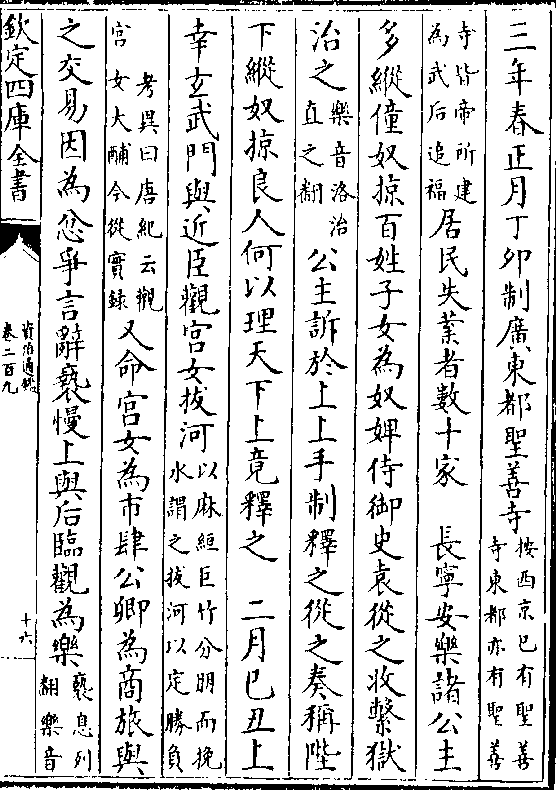 三年春正月丁卯制廣東都聖善寺按西京已有聖善寺東都亦有聖善
寺皆帝所建為武后追福居民失業者數十家　長寧安樂諸公主
多縱僮奴掠百姓子女為奴婢侍御史袁從之收繫獄
治之樂音洛治直之翻公主訴於上上手制釋之從之奏稱陛
下縱奴掠良人何以理天下上竟釋之　二月己丑上
幸玄武門與近臣觀宮女拔河以麻絙巨竹分朋而挽水謂之拔河以定勝負
考異曰唐紀云觀宮女大酺今從實録又命宮女為市肆公卿為商旅與
之交易因為忿爭言辭褻慢上與后臨觀為樂褻息列翻樂音
欽定四庫全書
資治通鑑
卷二百九
十六